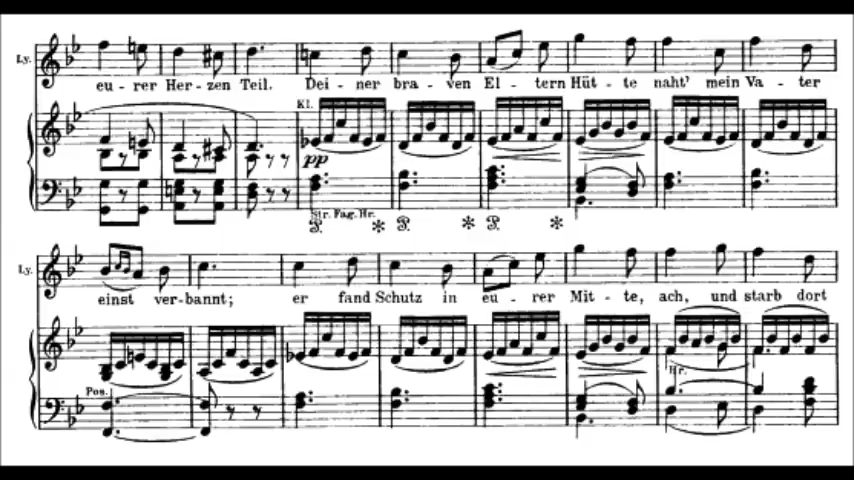 Ly.
eu - rer Her - zen Teil. Dei - ner bra - ven El - tern Hüt - te naht' mein Va - ter
Kl.
pp
Str. Fag. Hr.
Ly.
einst ver - bannt; er fand Schutz in eu - rer Mit - te, ach, und starb dort
Pos.
Hr.